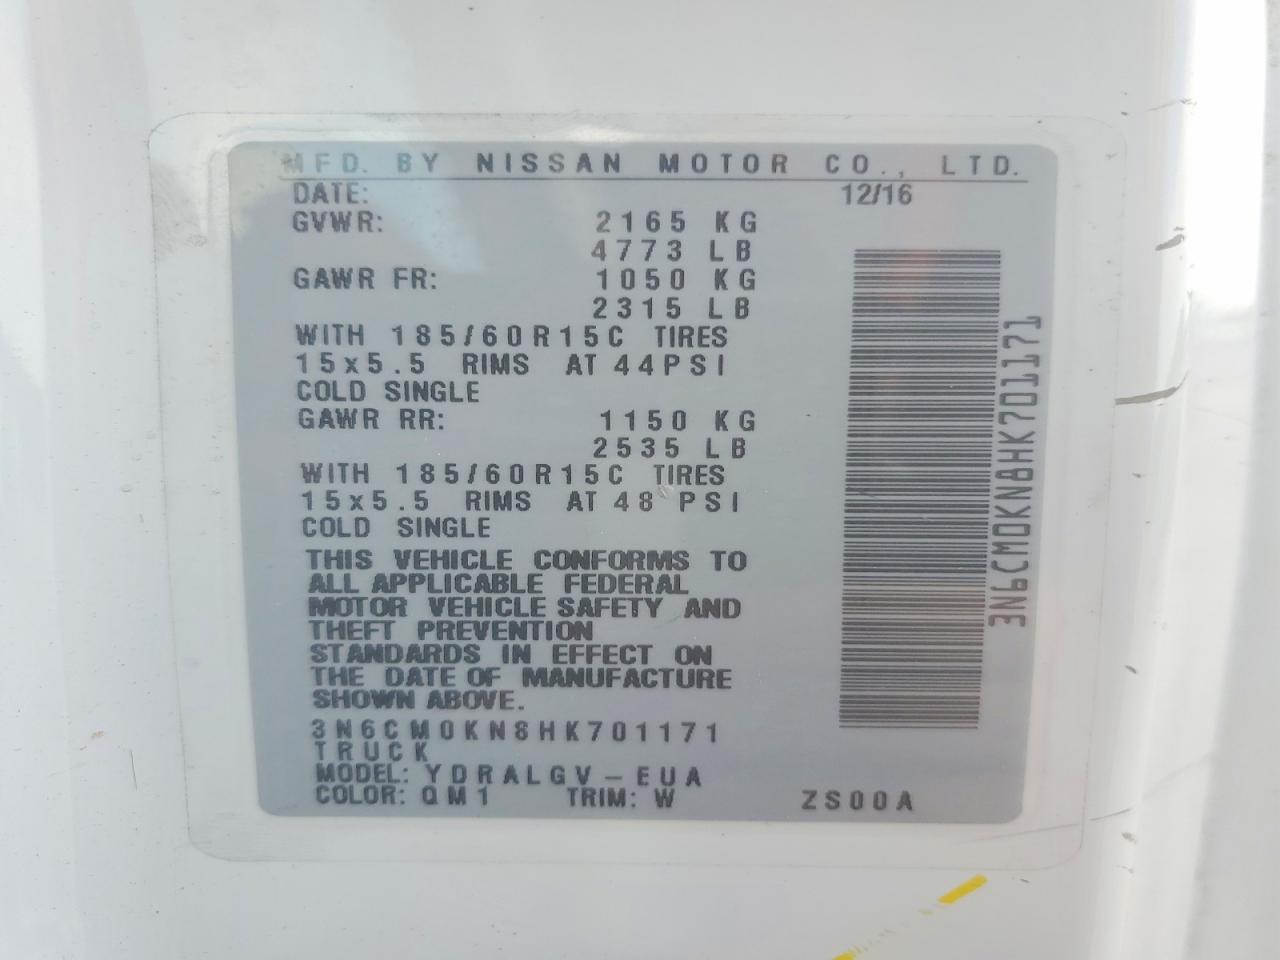 MFD. BY NISSAN MOTOR CO., LTD.
DATE: 12/16
GVWR: 2165 KG
4773 LB
GAWR FR: 1050 KG
2315 LB
WITH 185/60R15C TIRES
15x5.5 RIMS AT 44PSI
COLD SINGLE
GAWR RR: 1150 KG
2535 LB
WITH 185/60R15C TIRES
15x5.5 RIMS AT 48 PSI
COLD SINGLE
THIS VEHICLE CONFORMS TO
ALL APPLICABLE FEDERAL
MOTOR VEHICLE SAFETY AND
THEFT PREVENTION
STANDARDS IN EFFECT ON
THE DATE OF MANUFACTURE
SHOWN ABOVE.
3N6CM0KN8HK701171
TRUCK
MODEL: YDRALGV-EUA
COLOR: QM1 TRIM: W ZS00A
3N6CM0KN8HK701171